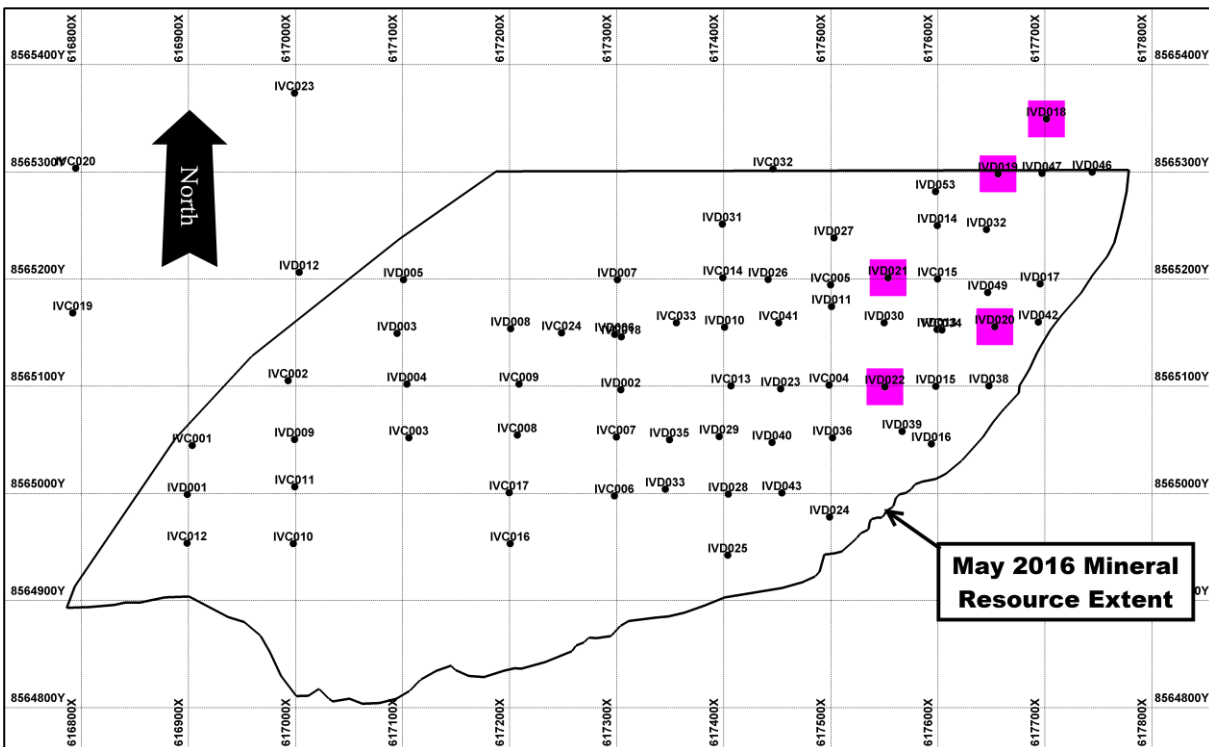 616800X 616900X 617000X 617100X 617200X 617300X 617400X 617500X 617600X 617700X 617800X
8565400Y 8565400Y
IVC023
IVD018
IVC020 IVC032 IVD019 IVD047 IVD046
8565300Y 8565300Y
North
IVD053
IVD031 IVD027 IVD014 IVD032
IVD012 IVD005 IVD007 IVC014 IVD026 IVC005 IVD021 IVC015 IVD017
8565200Y 8565200Y
IVD049
IVC019 IVD011
IVD003 IVD008 IVC024 IVD006 IVC033 IVD010 IVC041 IVD030 IVD020 IVD042
IVC002 IVD004 IVC009 IVD002 IVC013 IVD023 IVC004 IVD022 IVD015 IVD038
8565100Y 8565100Y
IVC001 IVD009 IVC003 IVC008 IVC007 IVD035 IVD029 IVD040 IVD036 IVD039 IVD016
IVD001 IVC011 IVC017 IVC006 IVD033 IVD028 IVD043
8565000Y 8565000Y
IVD024
IVC012 IVC010 IVC016 IVD025
May 2016 Mineral
Resource Extent
8564900Y
8564800Y 8564800Y
616800X 616900X 617000X 617100X 617200X 617300X 617400X 617500X 617600X 617700X 617800X